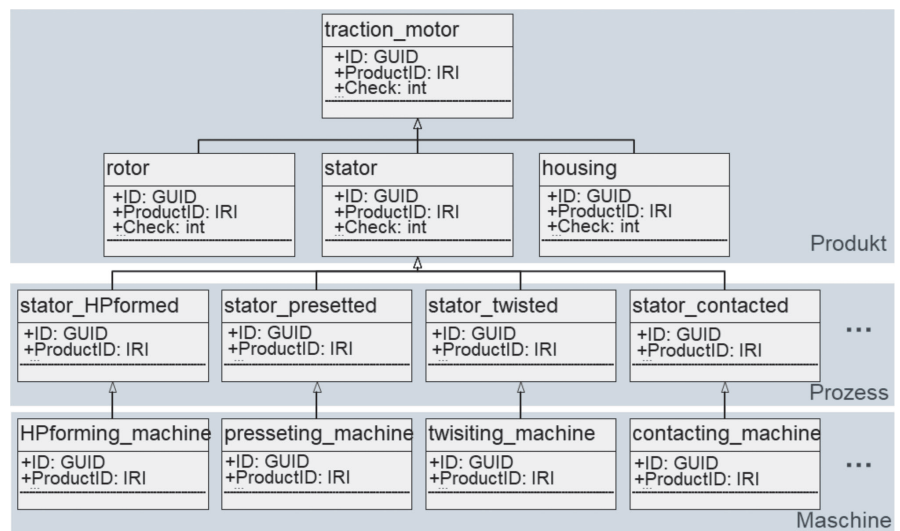 traction_motor
+ID: GUID
+ProductID: IRI
+Check: int
...
rotor
+ID: GUID
+ProductID: IRI
+Check: int
...
stator
+ID: GUID
+ProductID: IRI
+Check: int
...
housing
+ID: GUID
+ProductID: IRI
+Check: int
...
Produkt
stator_HPformed
+ID: GUID
+ProductID: IRI
...
stator_presetted
+ID: GUID
+ProductID: IRI
...
stator_twisted
+ID: GUID
+ProductID: IRI
...
stator_contacted
+ID: GUID
+ProductID: IRI
...
...
Prozess
HPforming_machine
+ID: GUID
+ProductID: IRI
...
presseting_machine
+ID: GUID
+ProductID: IRI
...
twisiting_machine
+ID: GUID
+ProductID: IRI
...
contacting_machine
+ID: GUID
+ProductID: IRI
...
...
Maschine